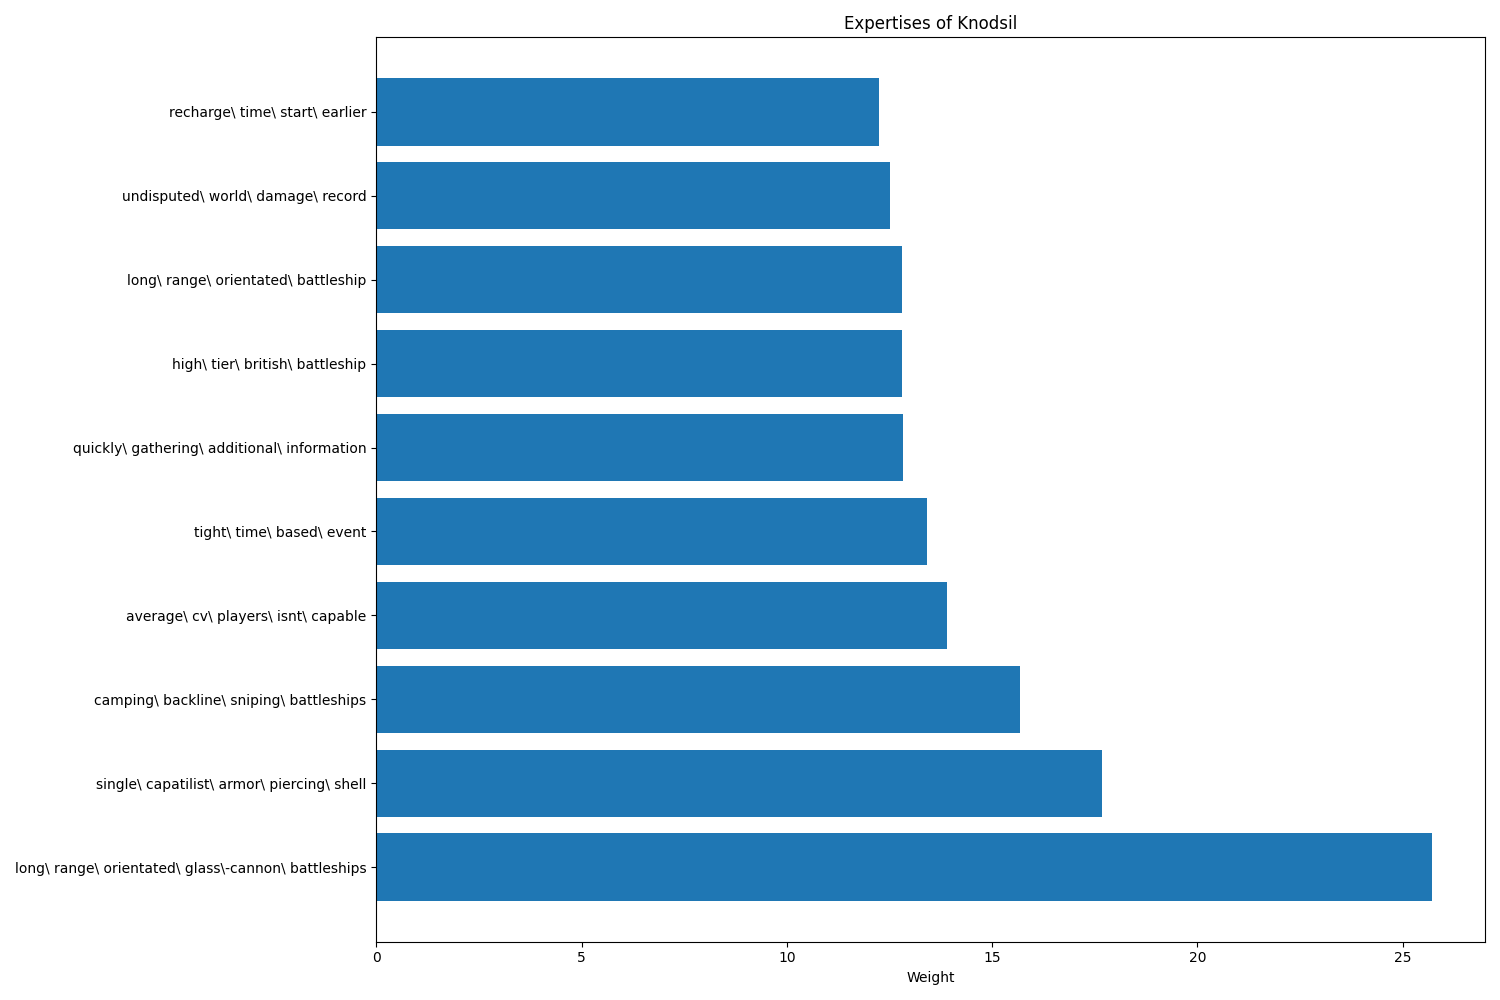 Expertises of Knodsil
recharge\ time\ start\ earlier
undisputed\ world\ damage\ record
long\ range\ orientated\ battleship
high\ tier\ british\ battleship
quickly\ gathering\ additional\ information
tight\ time\ based\ event
average\ cv\ players\ isnt\ capable
camping\ backline\ sniping\ battleships
single\ capatilist\ armor\ piercing\ shell
long\ range\ orientated\ glass\-cannon\ battleships
0 5 10 15 20 25
Weight